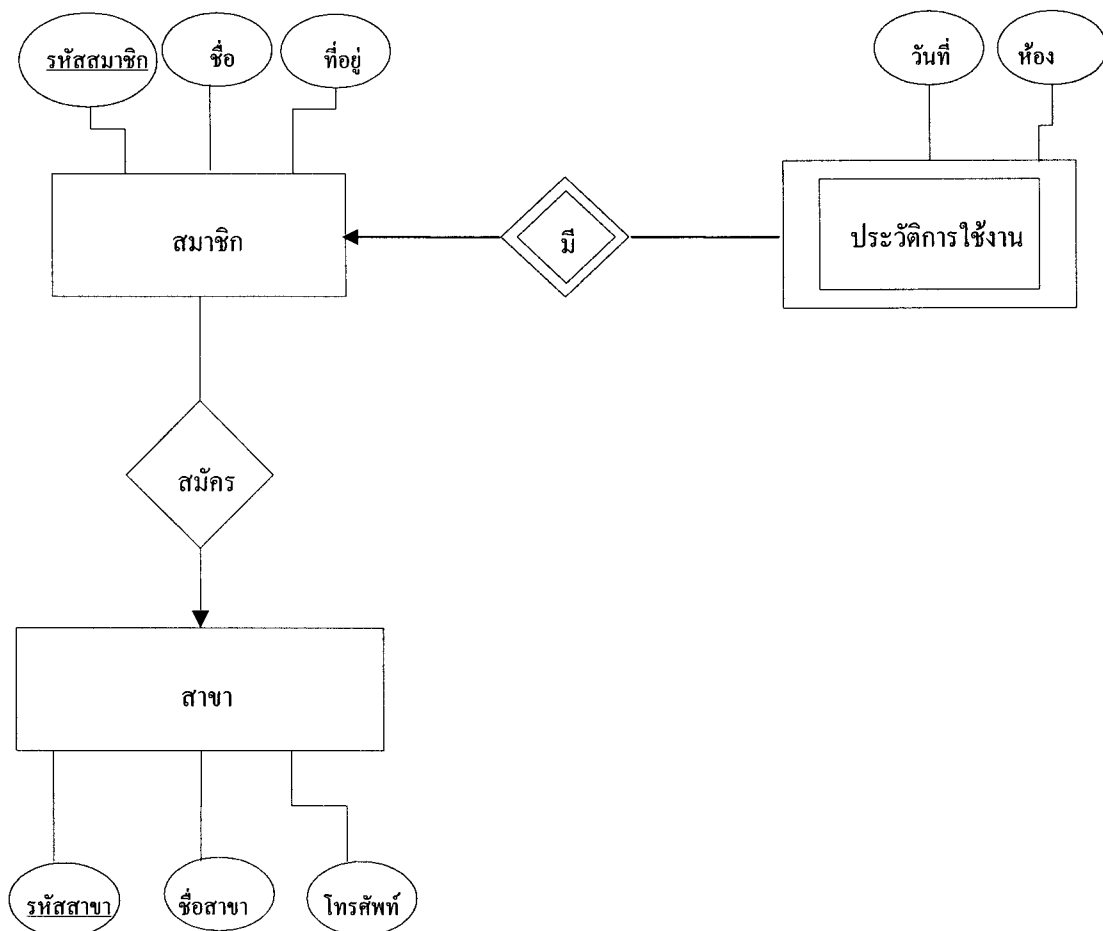 รหัสสมาชิก
ชื่อ
ที่อยู่
วันที่
ห้อง
สมาชิก
มี
ประวัติการใช้งาน
สมัคร
สาขา
รหัสสาขา
ชื่อสาขา
โทรศัพท์